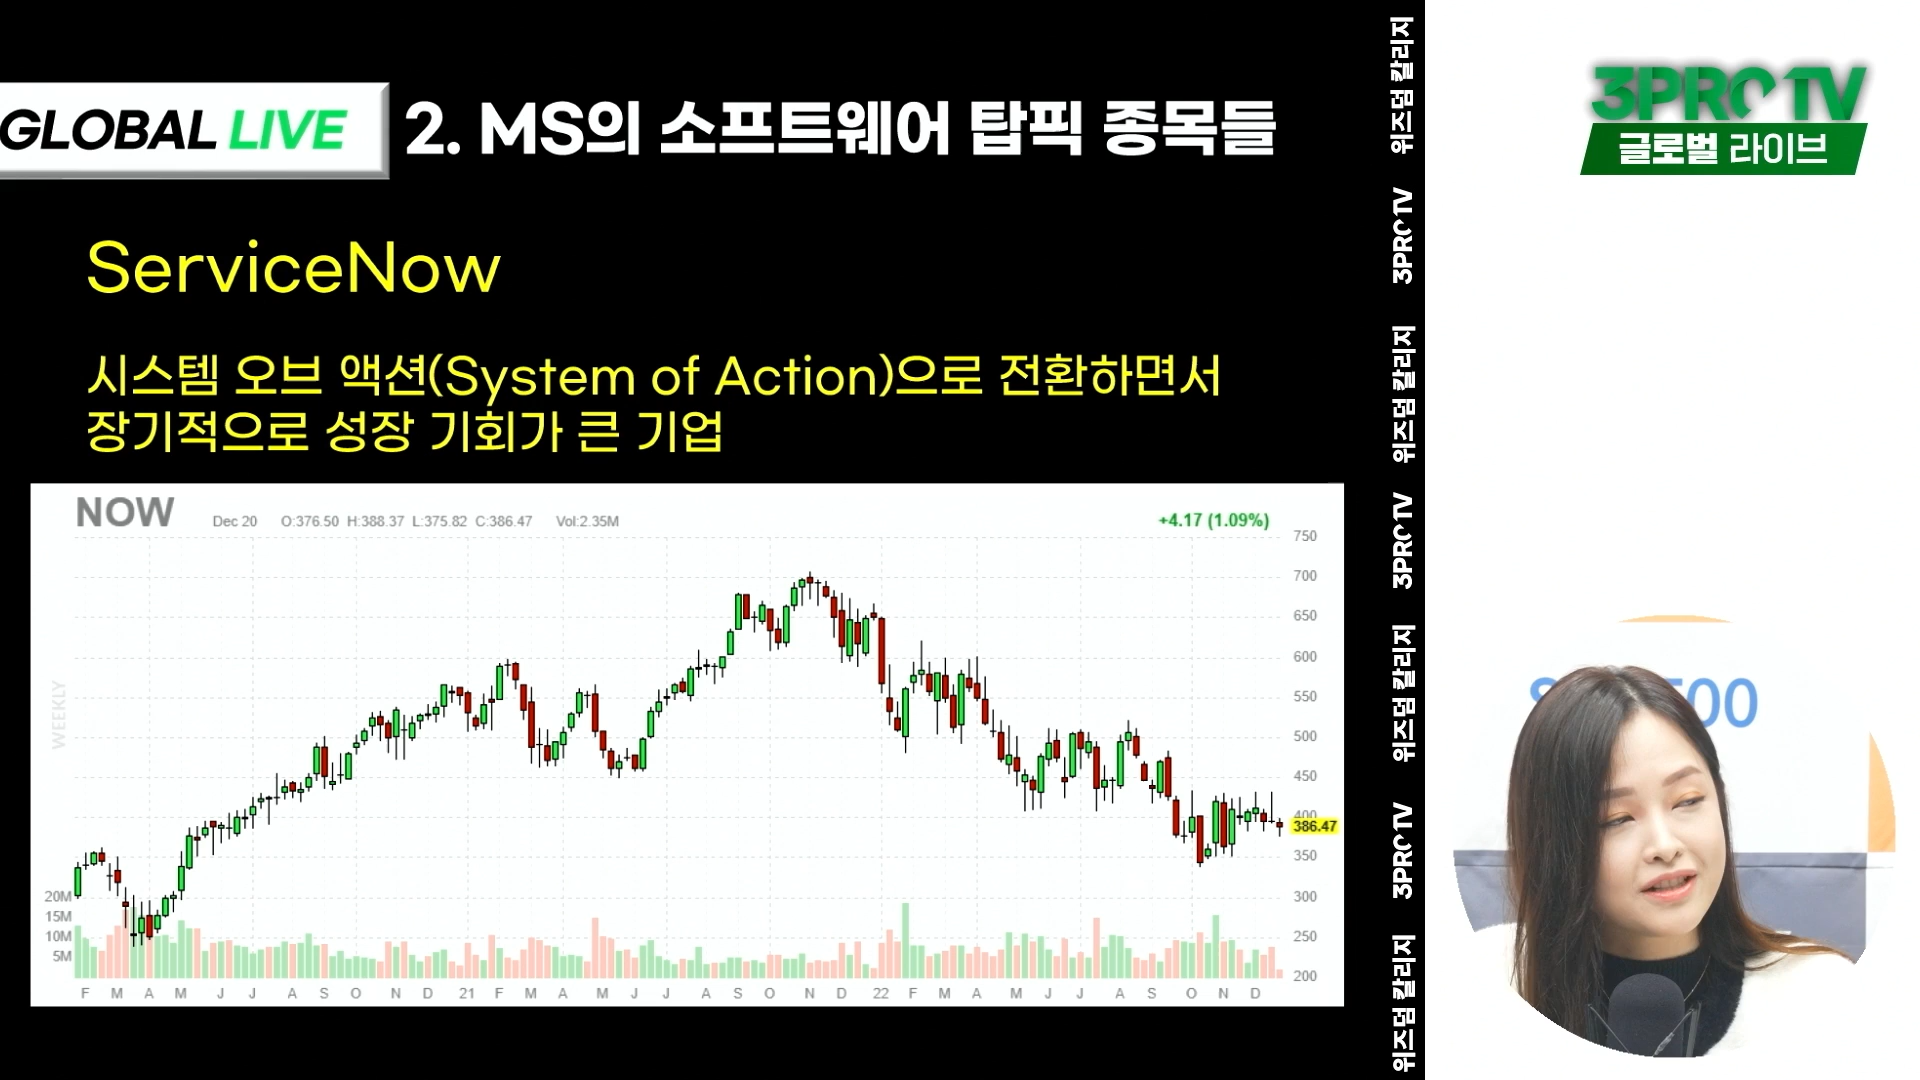 GLOBAL LIVE
2. MS의 소프트웨어 탑픽 종목들
ServiceNow
시스템 오브 액션(System of Action)으로 전환하면서
장기적으로 성장 기회가 큰 기업
NOW Dec 20 O:376.50 H:388.37 L:375.82 C:386.47 Vol:2.35M +4.17 (1.09%)
750
700
650
600
550
500
450
400
386.47
350
300
250
200
WEEKLY
20M
15M
10M
5M
F M A M J J A S O N D 21 F M A M J J A S O N D 22 F M A M J J A S O N D
위즈덤 칼리지 3PROTV 위즈덤 칼리지 3PROTV 위즈덤 칼리지 3PROTV 위즈덤 칼리지
3PROTV
글로벌 라이브